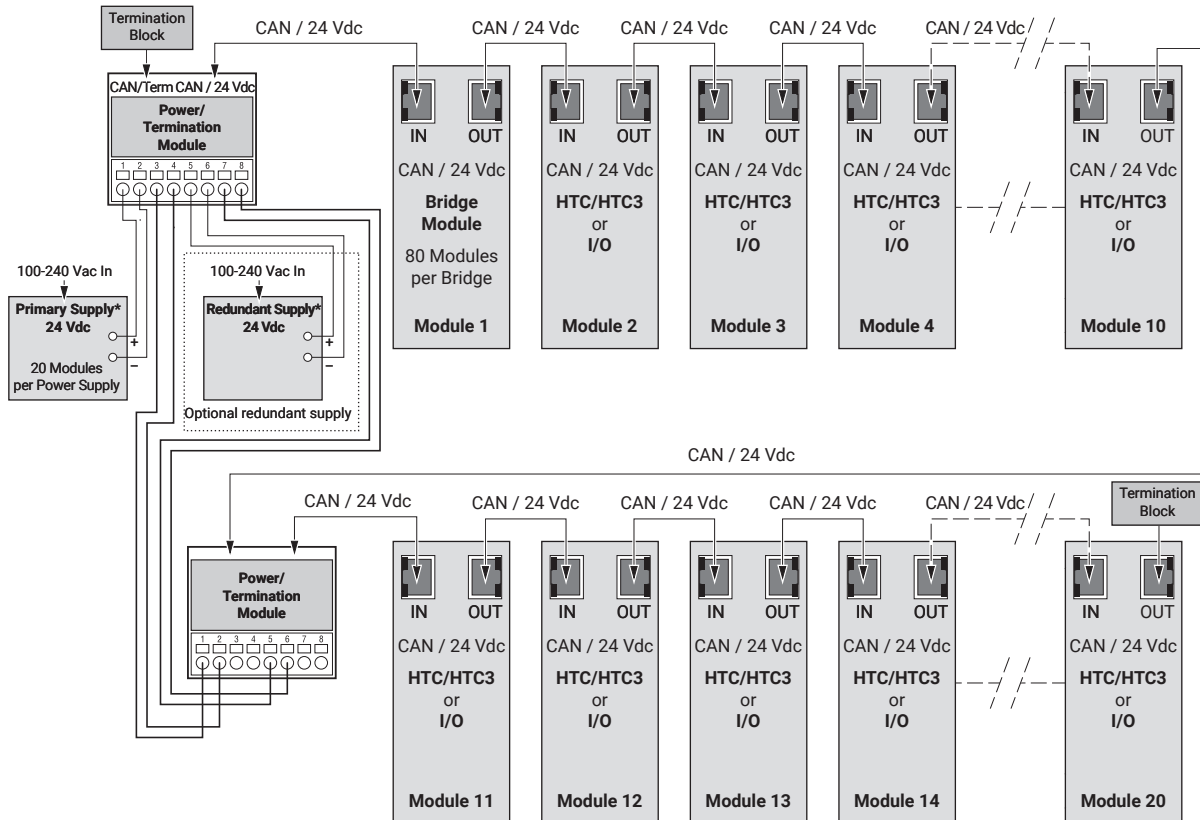 Termination
Block
CAN / 24 Vdc
CAN / 24 Vdc
CAN / 24 Vdc
CAN / 24 Vdc
CAN / 24 Vdc
CAN/Term CAN / 24 Vdc
Power/
Termination
Module
1 2 3 4 5 6 7 8
IN OUT
CAN / 24 Vdc
Bridge
Module
80 Modules
per Bridge
Module 1
IN OUT
CAN / 24 Vdc
HTC/HTC3
or
I/O
Module 2
IN OUT
CAN / 24 Vdc
HTC/HTC3
or
I/O
Module 3
IN OUT
CAN / 24 Vdc
HTC/HTC3
or
I/O
Module 4
IN OUT
CAN / 24 Vdc
HTC/HTC3
or
I/O
Module 10
100-240 Vac In
Primary Supply*
24 Vdc
+
–
20 Modules
per Power Supply
100-240 Vac In
Redundant Supply*
24 Vdc
+
–
Optional redundant supply
CAN / 24 Vdc
CAN / 24 Vdc
CAN / 24 Vdc
CAN / 24 Vdc
CAN / 24 Vdc
CAN / 24 Vdc
Termination
Block
Power/
Termination
Module
1 2 3 4 5 6 7 8
IN OUT
CAN / 24 Vdc
HTC/HTC3
or
I/O
Module 11
IN OUT
CAN / 24 Vdc
HTC/HTC3
or
I/O
Module 12
IN OUT
CAN / 24 Vdc
HTC/HTC3
or
I/O
Module 13
IN OUT
CAN / 24 Vdc
HTC/HTC3
or
I/O
Module 14
IN OUT
CAN / 24 Vdc
HTC/HTC3
or
I/O
Module 20